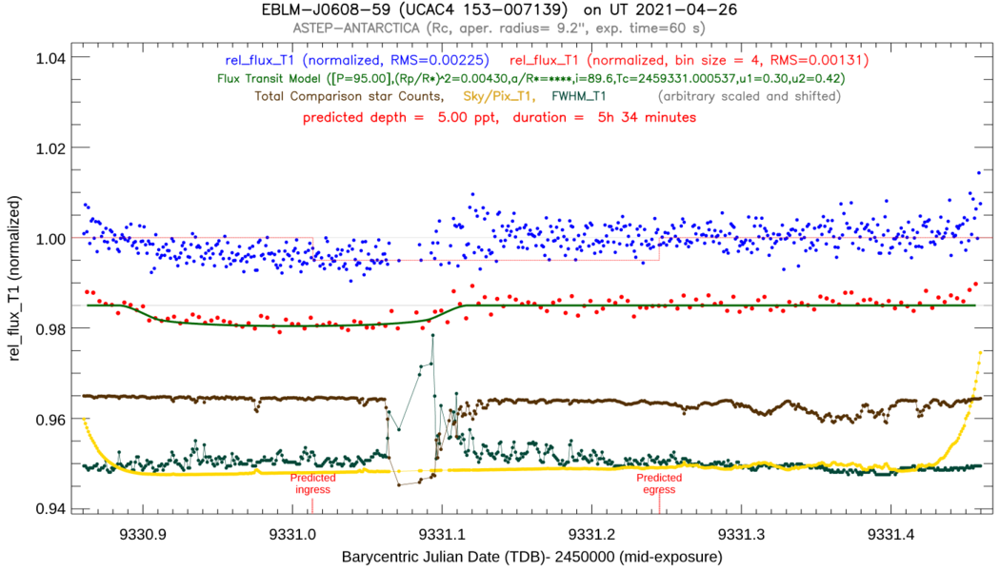 EBLM-J0608-59 (UCAC4 153-007139) on UT 2021-04-26
ASTEP-ANTARCTICA (Rc, aper. radius= 9.2", exp. time=60 s)
rel_flux_T1 (normalized, RMS=0.00225) rel_flux_T1 (normalized, bin size = 4, RMS=0.00131)
Flux Transit Model ([P=95.00],(Rp/R*)^2=0.00430,a/R*=****,i=89.6,Tc=2459331.000537,u1=0.30,u2=0.42)
Total Comparison star Counts, Sky/Pix_T1, FWHM_T1 (arbitrary scaled and shifted)
predicted depth = 5.00 ppt, duration = 5h 34 minutes
1.04
1.02
1.00
0.98
0.96
0.94
rel_flux_T1 (normalized)
Predicted
ingress
Predicted
egress
9330.9 9331.0 9331.1 9331.2 9331.3 9331.4
Barycentric Julian Date (TDB)- 2450000 (mid-exposure)